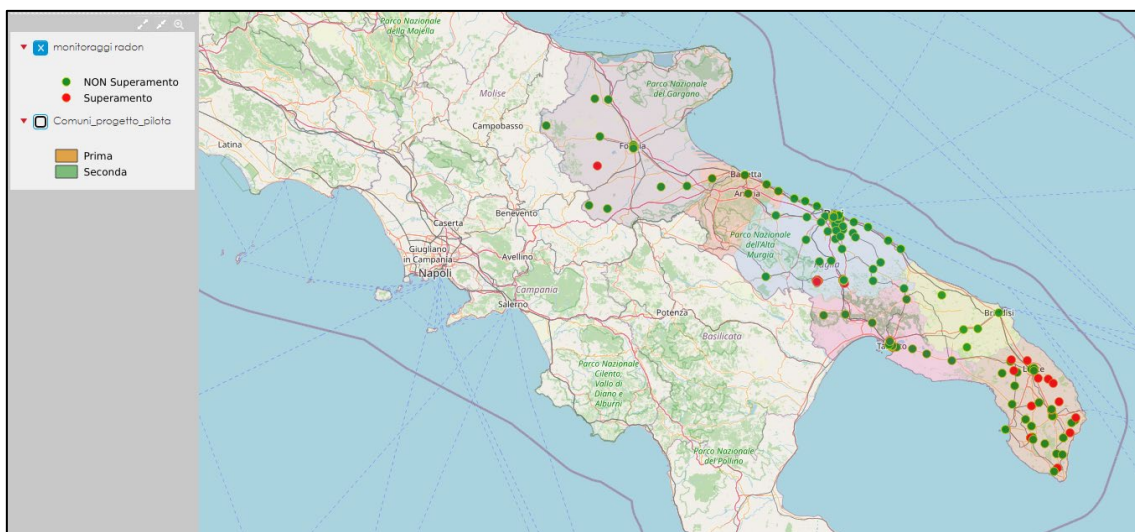 X monitoraggi radon
NON Superamento
Superamento
Comuni_progetto_pilota
Prima
Seconda
Parco Nazionale
della Majella
Molise
Campobasso
Latina
Parco Nazionale
del Gargano
Foggia
Barletta
Andria
Benevento
Caserta
Giugliano
in Campania
Napoli
Avellino
Campania
Salerno
Parco Nazionale
dell'Alta
Murgia
Puglia
Potenza
Basilicata
Parco Nazionale
Cilento,
Vallo di
Diano e
Alburni
Parco Nazionale
del Pollino
Taranto
Brindisi
Lecce